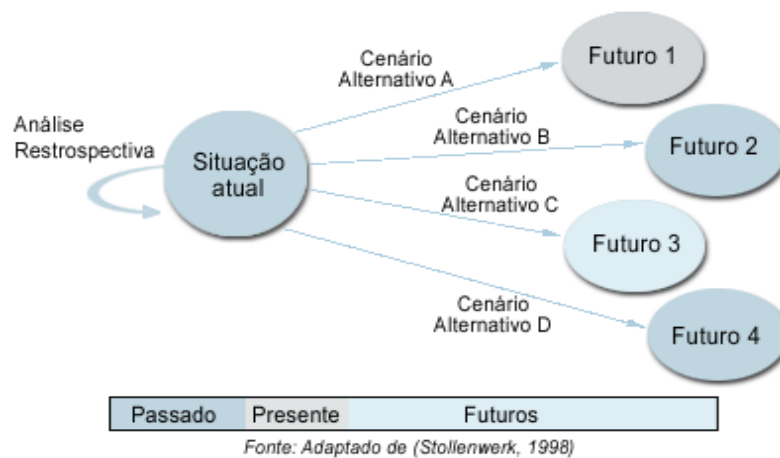 Cenário
Alternativo A
Futuro 1
Análise
Restrospectiva
Situação
atual
Cenário
Alternativo B
Futuro 2
Cenário
Alternativo C
Futuro 3
Cenário
Alternativo D
Futuro 4
Passado
Presente
Futuros
Fonte: Adaptado de (Stollenwerk, 1998)